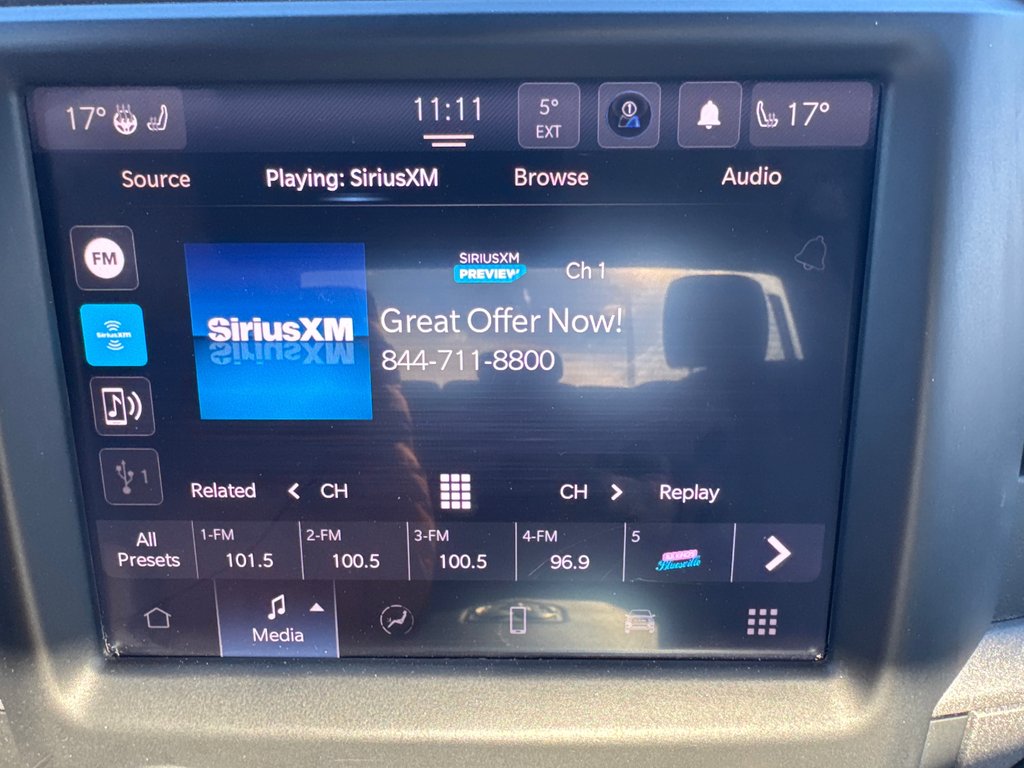 17°
11:11
5°
EXT
17°
Source
Playing: SiriusXM
Browse
Audio
FM
SIRIUSXM
PREVIEW
Ch 1
SiriusXM
Great Offer Now!
844-711-8800
SiriusXM
1
Related
CH
CH
Replay
All
Presets
1-FM
101.5
2-FM
100.5
3-FM
100.5
4-FM
96.9
5
Bluesville
Media